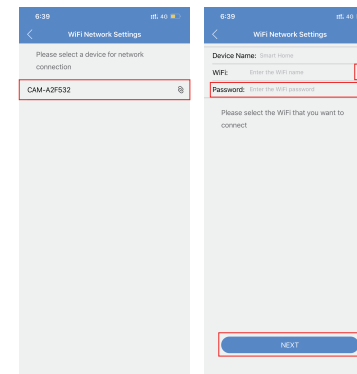 6:39
WiFi Network Settings
Please select a device for network
connection
CAM-A2F532
6:39
WiFi Network Settings
Device Name: Smart Home
WiFi: Enter the WiFi name
Password: Enter the WiFi password
Please select the WiFi that you want to
connect
NEXT